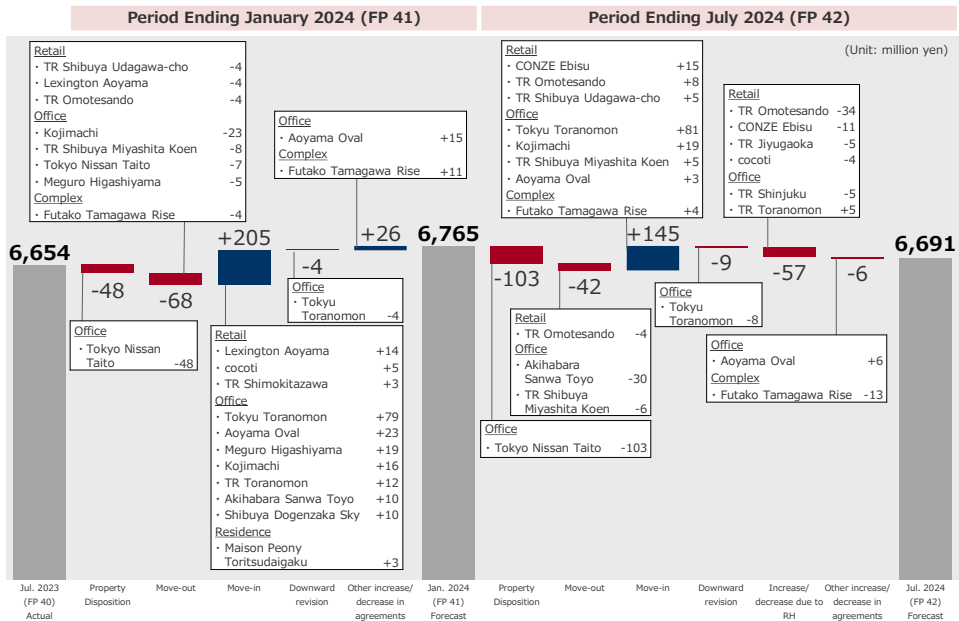 Period Ending January 2024 (FP 41)
Period Ending July 2024 (FP 42)
(Unit: million yen)
Retail
・TR Shibuya Udagawa-cho -4
・Lexington Aoyama -4
・TR Omotesando -4
Office
・Kojimachi -23
・TR Shibuya Miyashita Koen -8
・Tokyo Nissan Taito -7
・Meguro Higashiyama -5
Complex
・Futako Tamagawa Rise -4
Office
・Aoyama Oval +15
Complex
・Futako Tamagawa Rise +11
6,654
-48
-68
+205
-4
+26
6,765
Office
・Tokyo Nissan
Taito -48
Office
・Tokyu
Toranomon -4
Retail
・Lexington Aoyama +14
・cocoti +5
・TR Shimokitazawa +3
Office
・Tokyu Toranomon +79
・Aoyama Oval +23
・Meguro Higashiyama +19
・Kojimachi +16
・TR Toranomon +12
・Akihabara Sanwa Toyo +10
・Shibuya Dogenzaka Sky +10
Residence
・Maison Peony
Toritsudaigaku +3
Retail
・CONZE Ebisu +15
・TR Omotesando +8
・TR Shibuya Udagawa-cho +5
Office
・Tokyu Toranomon +81
・Kojimachi +19
・TR Shibuya Miyashita Koen +5
・Aoyama Oval +3
Complex
・Futako Tamagawa Rise +4
Retail
・TR Omotesando -34
・CONZE Ebisu -11
・TR Jiyugaoka -5
・cocoti -4
Office
・TR Shinjuku -5
・TR Toranomon +5
-103
-42
+145
-9
-57
-6
6,691
Retail
・TR Omotesando -4
Office
・Akihabara
Sanwa Toyo -30
・TR Shibuya
Miyashita Koen -6
Office
・Tokyo Nissan Taito -103
Office
・Tokyu
Toranomon -8
Office
・Aoyama Oval +6
Complex
・Futako Tamagawa Rise -13
Jul. 2023
(FP 40)
Actual
Property
Disposition
Move-out
Move-in
Downward
revision
Other increase/
decrease in
agreements
Jan. 2024
(FP 41)
Forecast
Property
Disposition
Move-out
Move-in
Downward
revision
Increase/
decrease due to
RH
Other increase/
decrease in
agreements
Jul. 2024
(FP 42)
Forecast